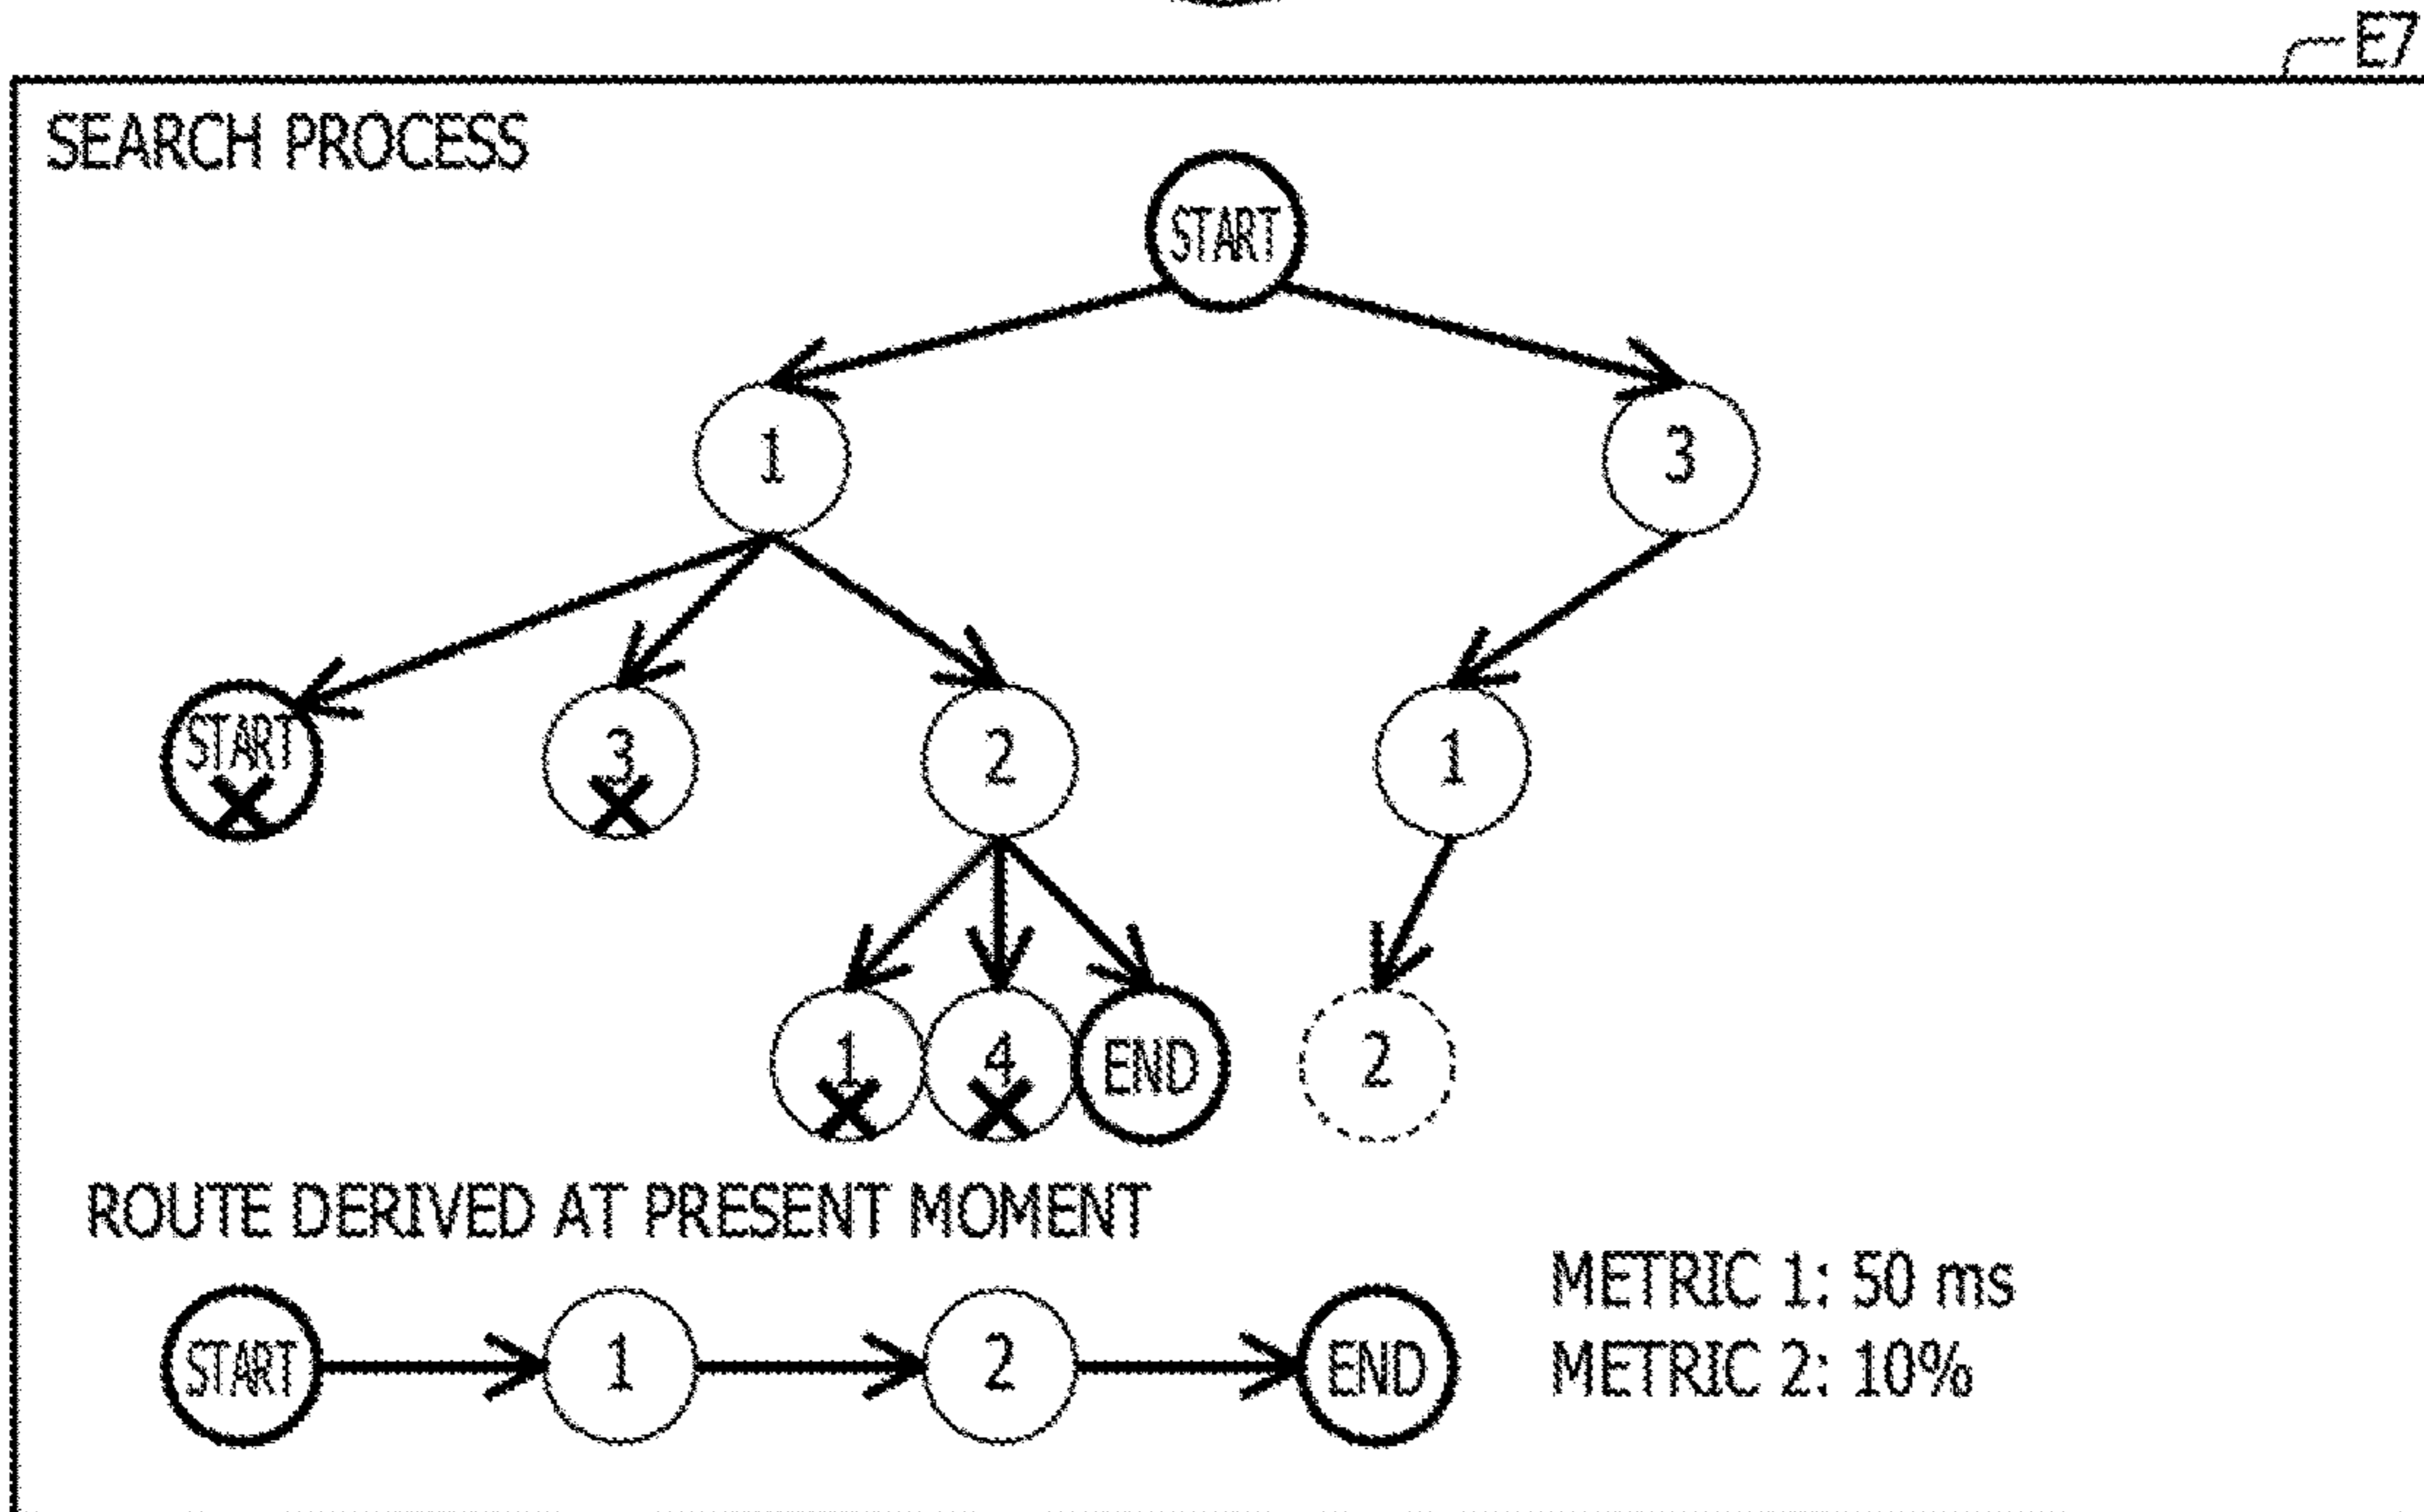 E7
SEARCH PROCESS
START
1 3
START 3 2 1
1 4 END 2
ROUTE DERIVED AT PRESENT MOMENT
START 1 2 END
METRIC 1: 50 ms
METRIC 2: 10%